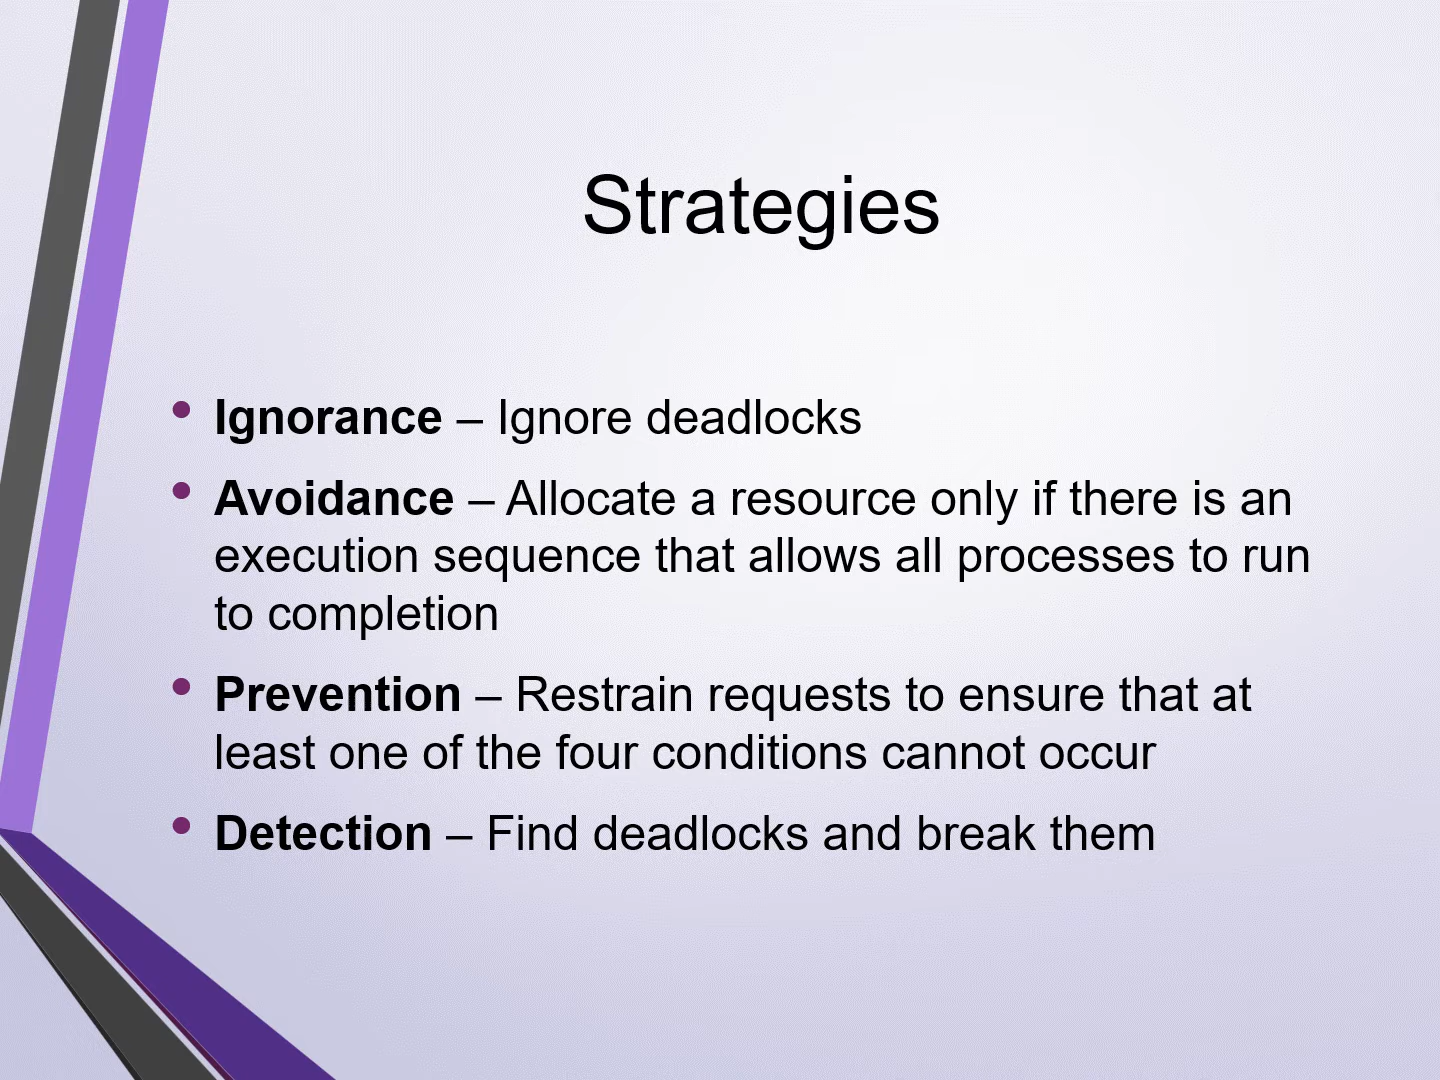 Strategies
• Ignorance – Ignore deadlocks
• Avoidance – Allocate a resource only if there is an
execution sequence that allows all processes to run
to completion
• Prevention – Restrain requests to ensure that at
least one of the four conditions cannot occur
• Detection – Find deadlocks and break them